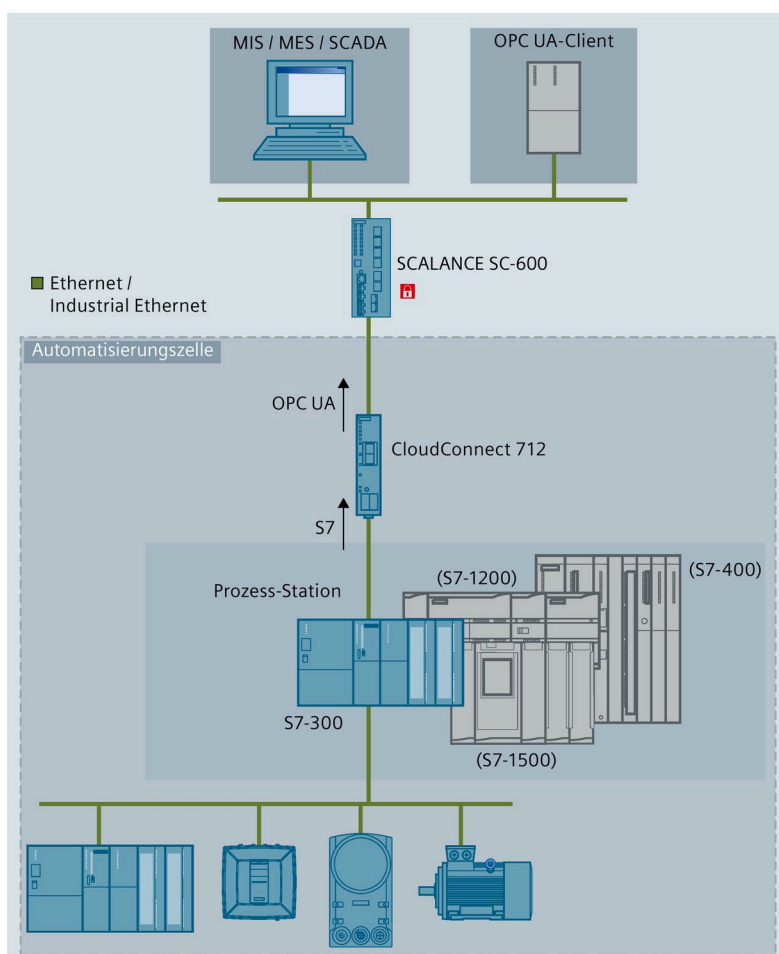 MIS / MES / SCADA
OPC UA-Client
SCALANCE SC-600
Ethernet /
Industrial Ethernet
Automatisierungszelle
OPC UA
CloudConnect 712
S7
Prozess-Station
(S7-1200)
(S7-400)
S7-300
(S7-1500)